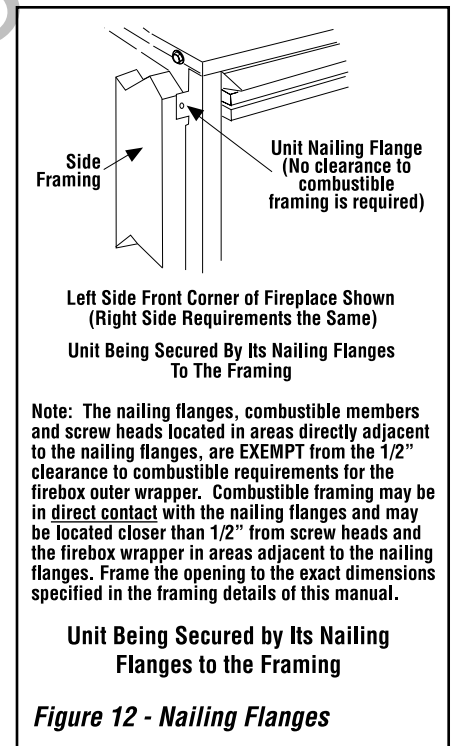 Side
Framing
Unit Nailing Flange
(No clearance to
combustible
framing is required)
Left Side Front Corner of Fireplace Shown
(Right Side Requirements the Same)
Unit Being Secured By Its Nailing Flanges
To The Framing
Note: The nailing flanges, combustible members
and screw heads located in areas directly adjacent
to the nailing flanges, are EXEMPT from the 1/2”
clearance to combustible requirements for the
firebox outer wrapper. Combustible framing may be
in direct contact with the nailing flanges and may
be located closer than 1/2” from screw heads and
the firebox wrapper in areas adjacent to the nailing
flanges. Frame the opening to the exact dimensions
specified in the framing details of this manual.
Unit Being Secured by Its Nailing
Flanges to the Framing
Figure 12 - Nailing Flanges